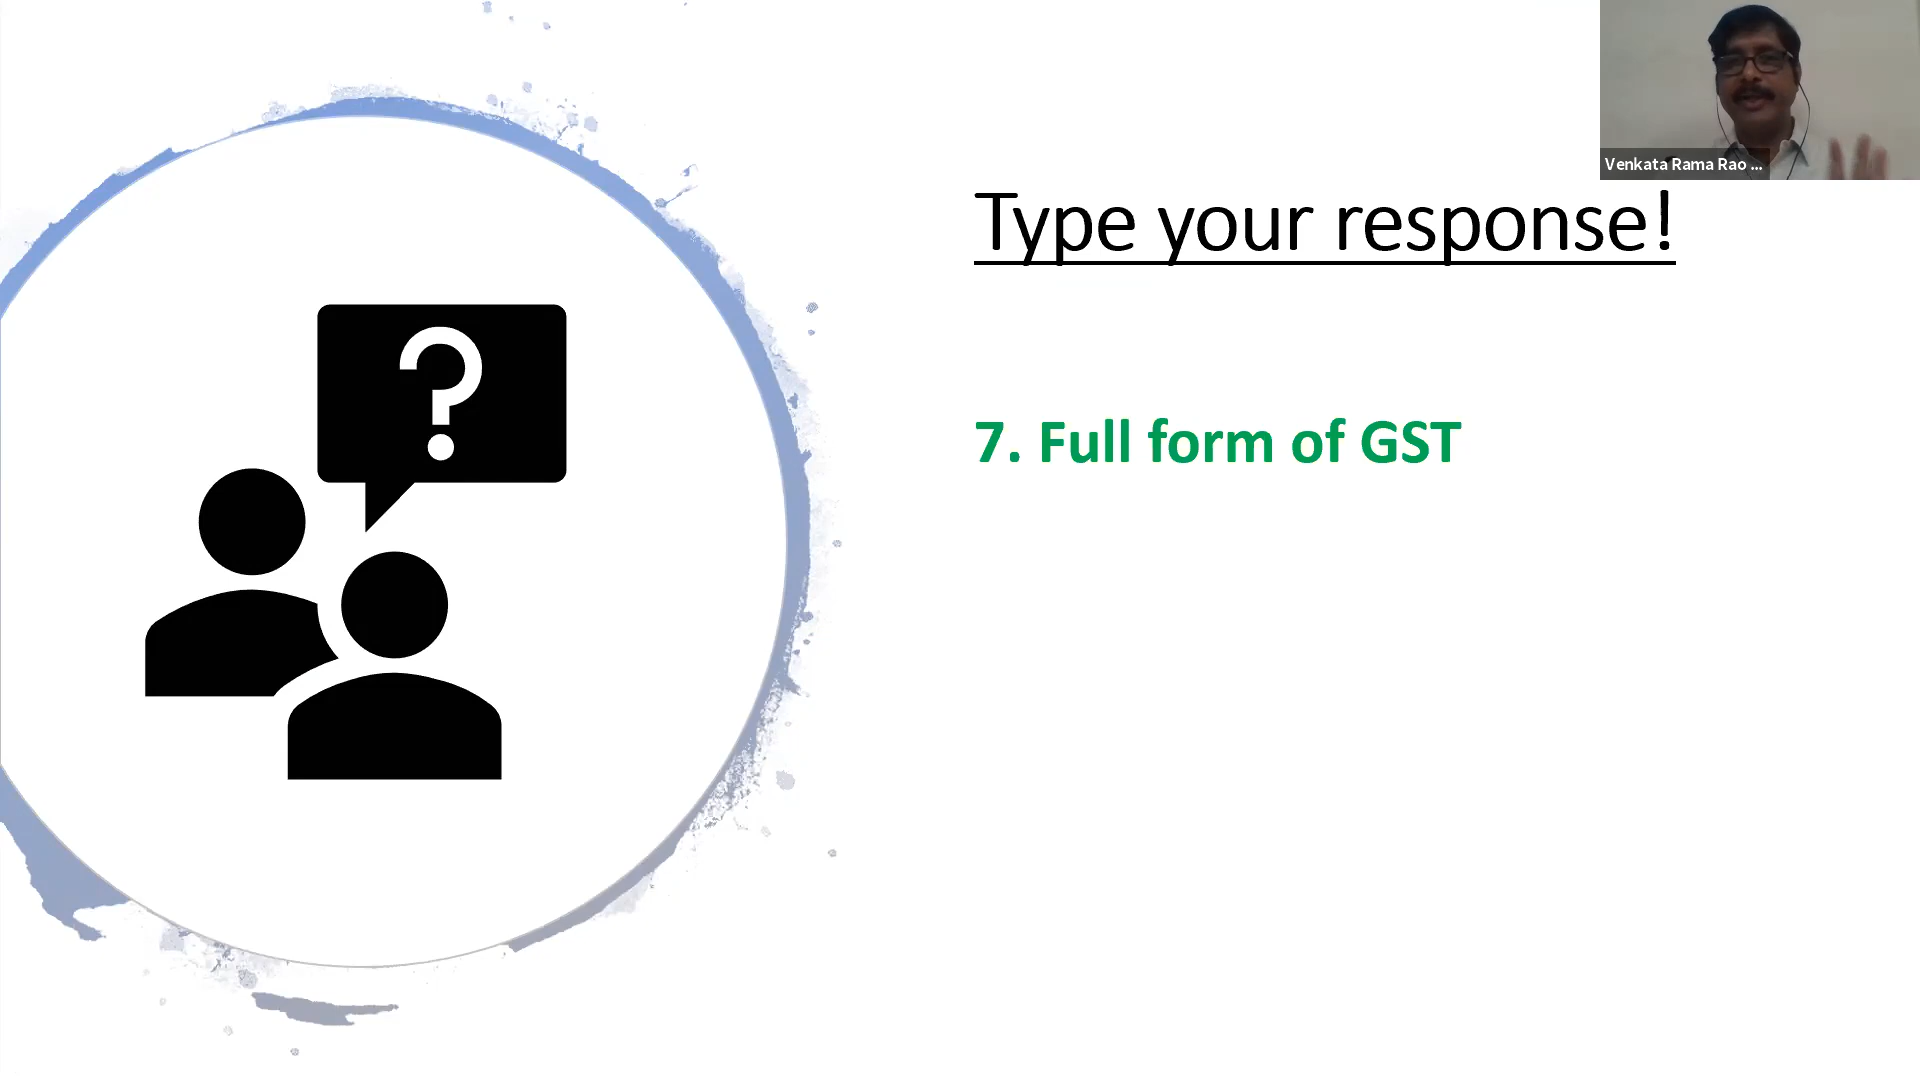 Venkata Rama Rao ...
Type your response!
?
7. Full form of GST